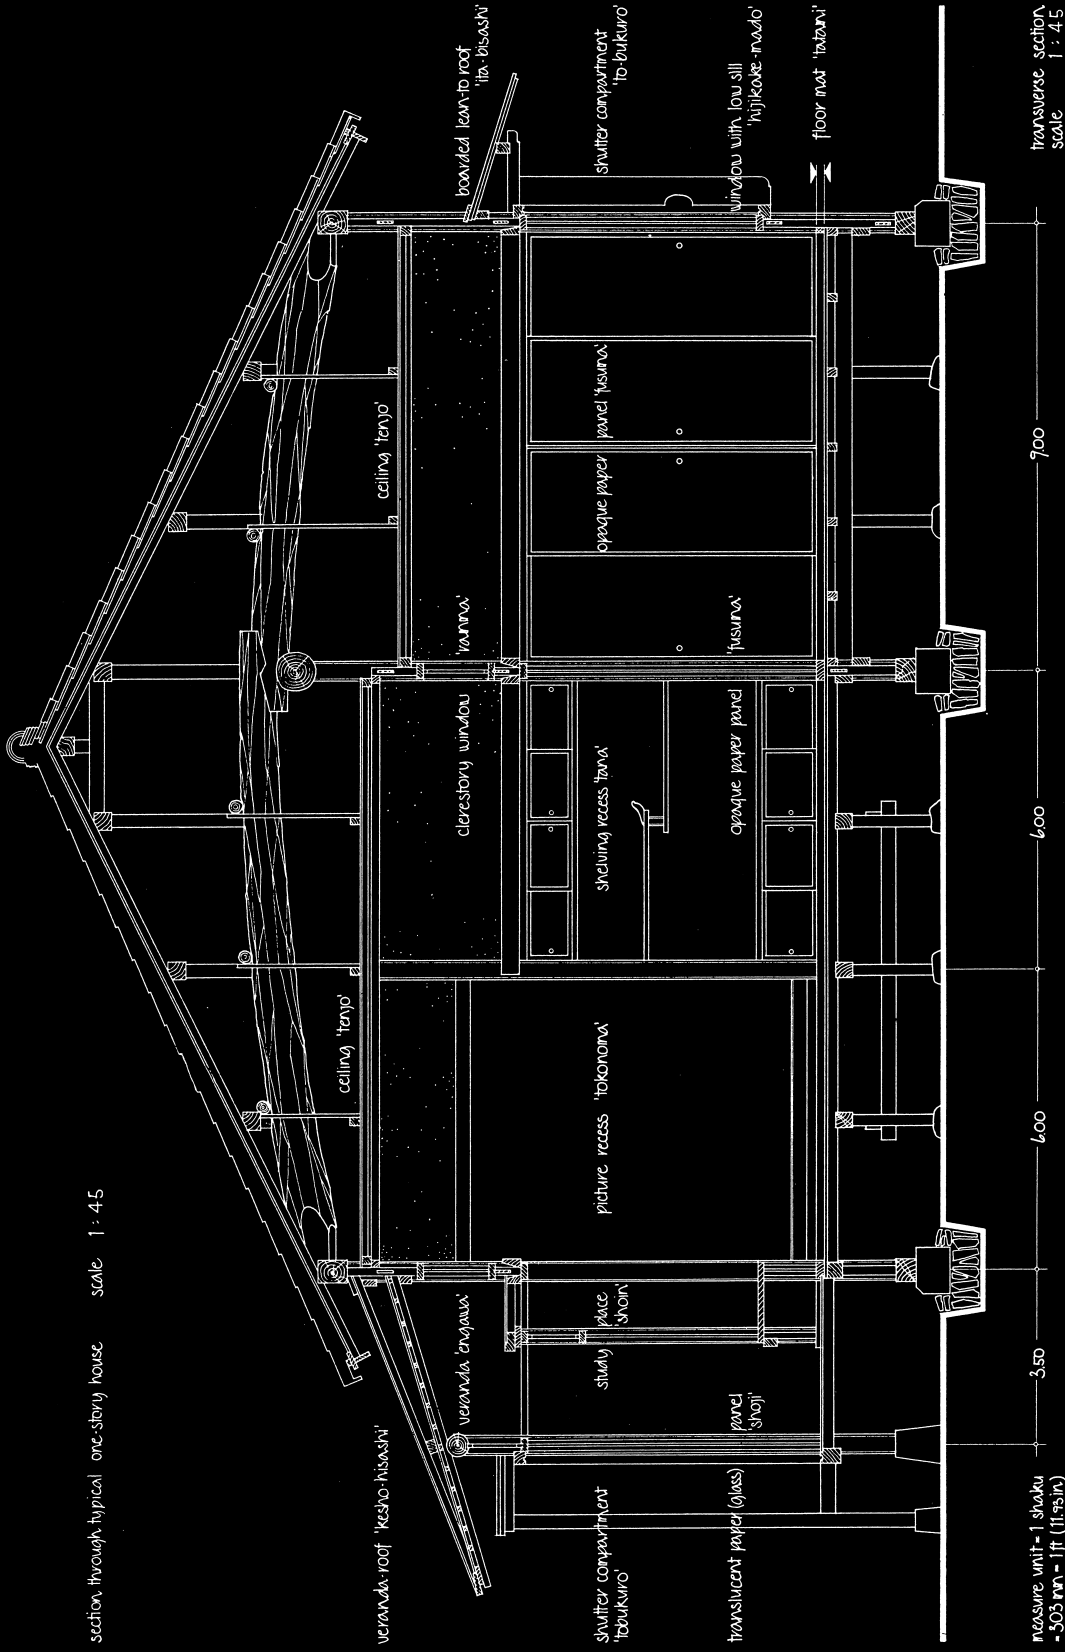 section through typical one-story house scale 1:45
veranda-roof 'kesho-hisashi'
ceiling 'tenjo'
ceiling 'tenjo'
boarded lean-to roof
'ita-bisashi'
veranda 'engawa'
clerestory window 'ramma'
shutter compartment
'tobukuro'
study place
'shoin'
picture recess 'tokonoma'
shelving recess 'tana'
opaque paper panel 'fusuma'
shutter compartment
'to-bukuro'
translucent paper (glass) panel
'shoji'
opaque paper panel 'fusuma'
window with low sill
'hijikake-mado'
floor mat 'tatami'
measure unit = 1 shaku
= 303 mm = 1 ft (11.93 in)
3.50 6.00 6.00 9.00
transverse section
scale 1:45